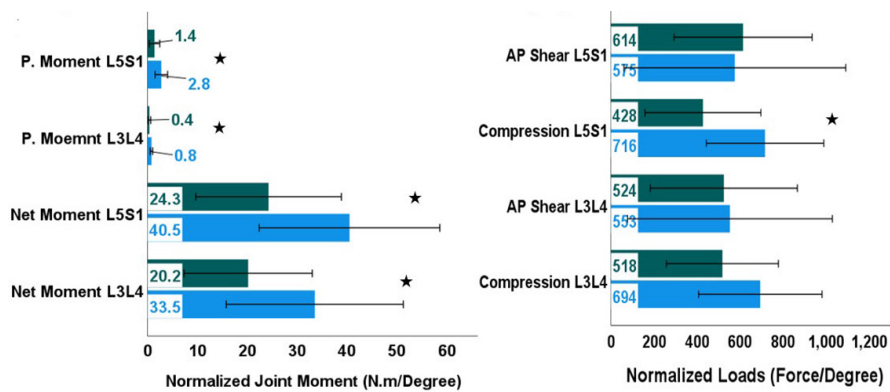 P. Moment L5S1
1.4
2.8
P. Moemnt L3L4
0.4
0.8
Net Moment L5S1
24.3
40.5
Net Moment L3L4
20.2
33.5
0 10 20 30 40 50 60
Normalized Joint Moment (N.m/Degree)
AP Shear L5S1
614
575
Compression L5S1
428
716
AP Shear L3L4
524
553
Compression L3L4
518
694
0 200 400 600 800 1,000 1,200
Normalized Loads (Force/Degree)